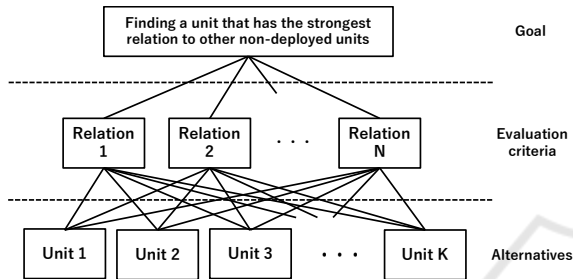 Finding a unit that has the strongest
relation to other non-deployed units
Goal
Relation
1
Relation
2
. . .
Relation
N
Evaluation
criteria
Unit 1
Unit 2
Unit 3
• • •
Unit K
Alternatives